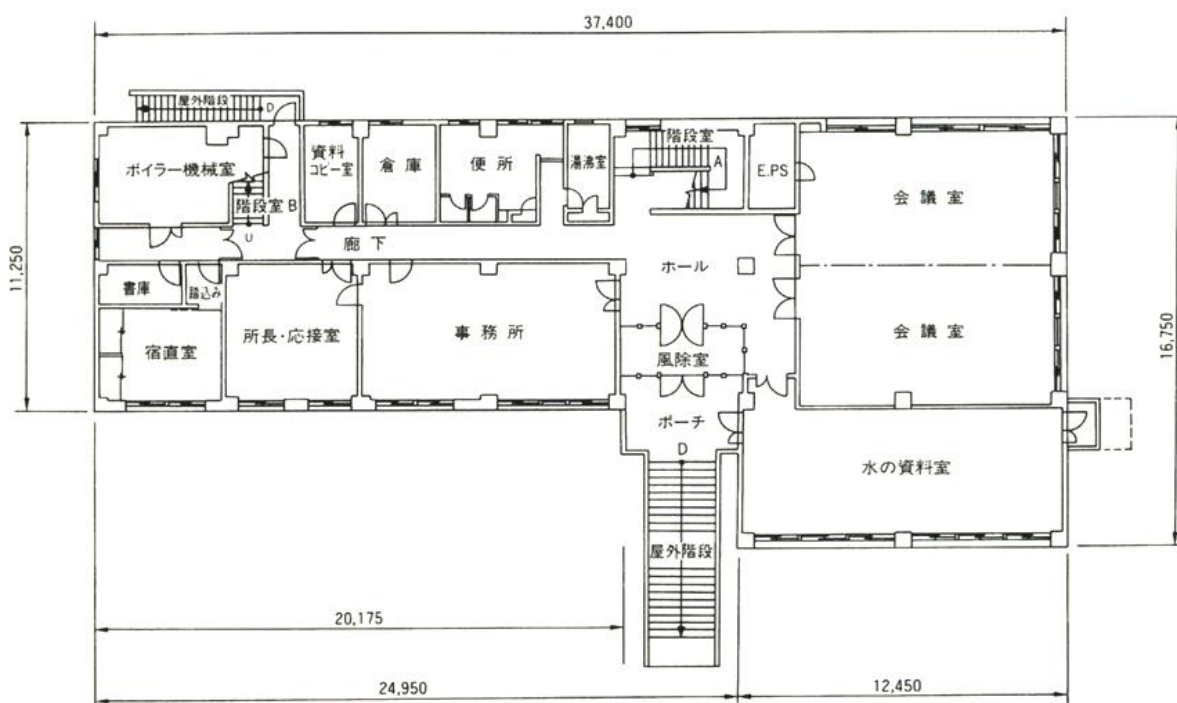 37,400
屋外階段
D
ボイラー機械室
階段室 B
U
資料
コピー室
倉庫
便所
湯沸室
階段室
A
E.PS
会議室
廊下
ホール
書庫
踏込み
宿直室
所長・応接室
事務所
風除室
会議室
ポーチ
D
水の資料室
屋外階段
11,250
16,750
20,175
24,950
12,450